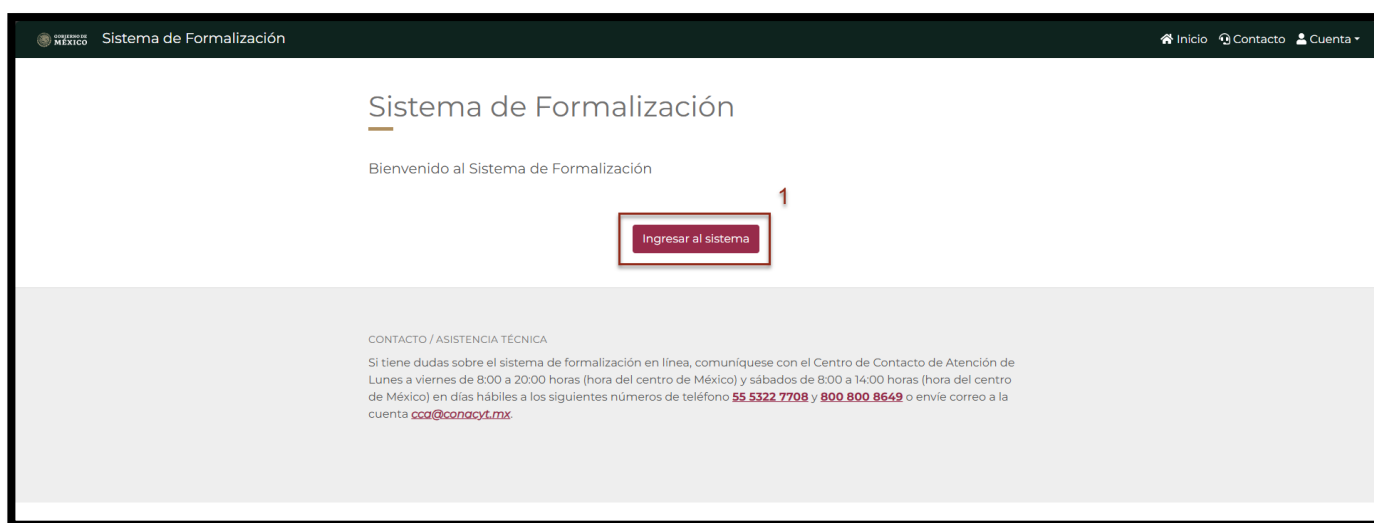 GOBIERNO DE
MÉXICO
Sistema de Formalización
Inicio
Contacto
Cuenta
Sistema de Formalización
Bienvenido al Sistema de Formalización
1
Ingresar al sistema
CONTACTO / ASISTENCIA TÉCNICA
Si tiene dudas sobre el sistema de formalización en línea, comuníquese con el Centro de Contacto de Atención de
Lunes a viernes de 8:00 a 20:00 horas (hora del centro de México) y sábados de 8:00 a 14:00 horas (hora del centro
de México) en días hábiles a los siguientes números de teléfono 55 5322 7708 y 800 800 8649 o envíe correo a la
cuenta cca@conacyt.mx.